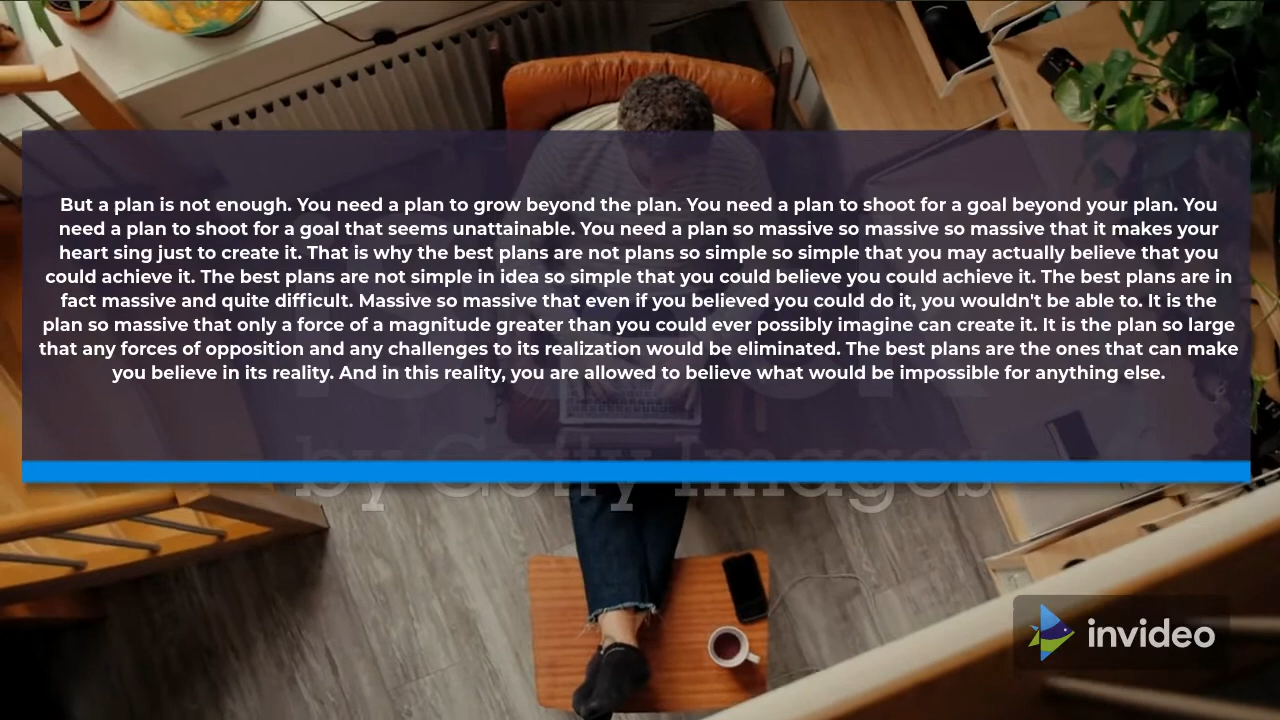 But a plan is not enough. You need a plan to grow beyond the plan. You need a plan to shoot for a goal beyond your plan. You
need a plan to shoot for a goal that seems unattainable. You need a plan so massive so massive so massive that it makes your
heart sing just to create it. That is why the best plans are not plans so simple so simple that you may actually believe that you
could achieve it. The best plans are not simple in idea so simple that you could believe you could achieve it. The best plans are in
fact massive and quite difficult. Massive so massive that even if you believed you could do it, you wouldn't be able to. It is the
plan so massive that only a force of a magnitude greater than you could ever possibly imagine can create it. It is the plan so large
that any forces of opposition and any challenges to its realization would be eliminated. The best plans are the ones that can make
you believe in its reality. And in this reality, you are allowed to believe what would be impossible for anything else.
iStock
by Getty Images
invideo